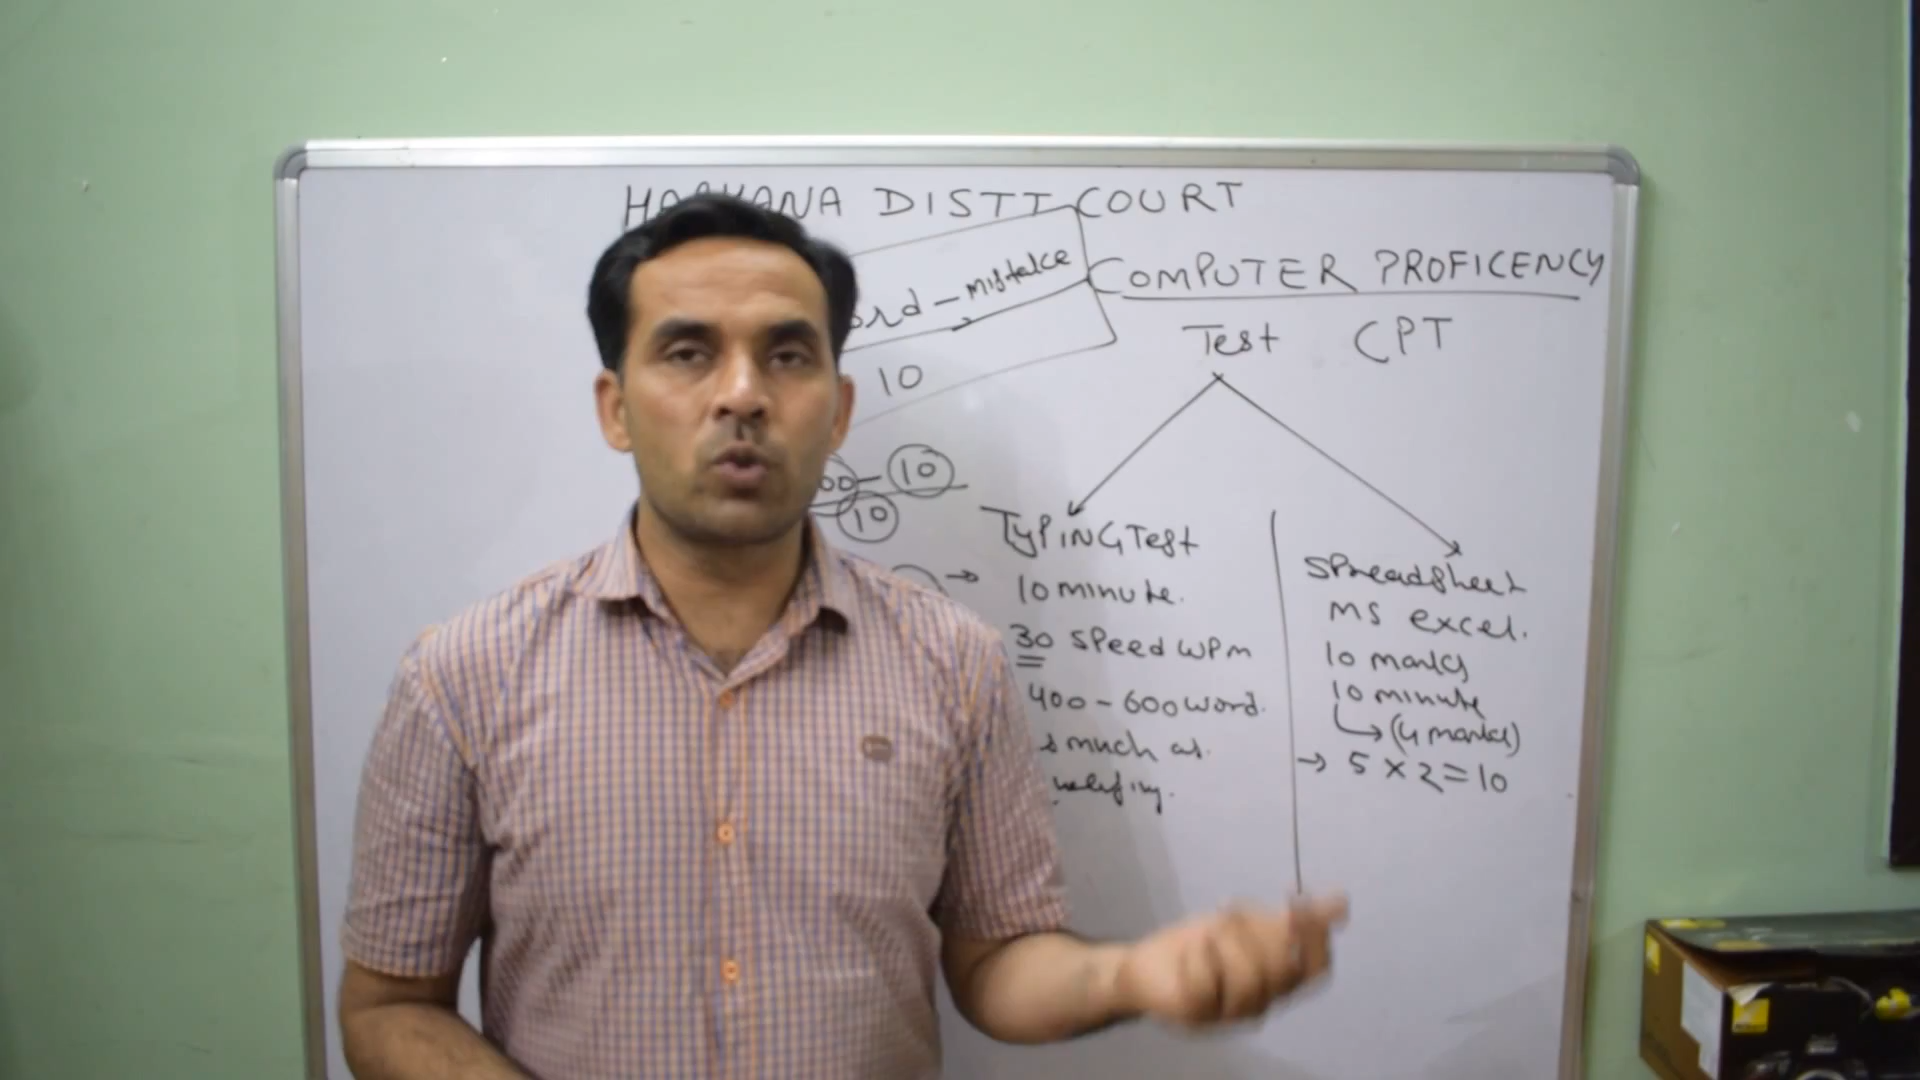 HARYANA DISTT COURT
COMPUTER PROFICENCY
Test CPT
mistake
10
10
10
TyPiNG Test
10 minute.
30 speed WPM
400 - 600 word.
much as.
spreadsheet
MS excel.
10 marks
10 minute
→ (4 marks)
→ 5 × 2 = 10